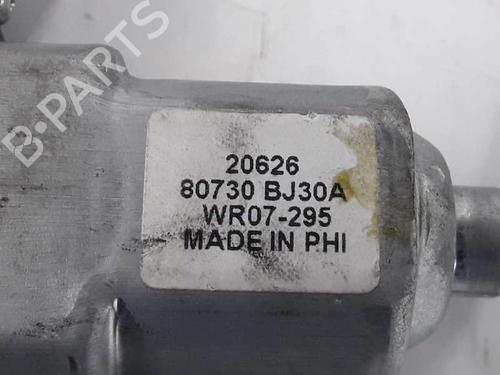 B-PARTS
20626
80730 BJ30A
WR07-295
MADE IN PHI